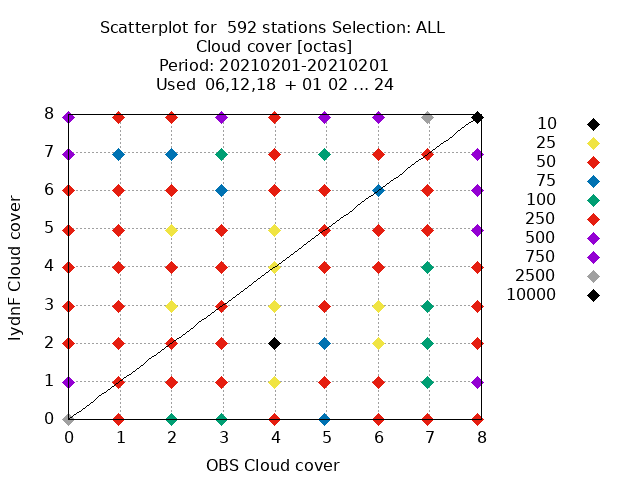 Scatterplot for  592 stations Selection: ALL
Cloud cover [octas]
Period: 20210201-20210201
Used  06,12,18  + 01 02 ... 24
8
7
6
5
4
3
2
1
0
IydnF Cloud cover
0 1 2 3 4 5 6 7 8
OBS Cloud cover
10
25
50
75
100
250
500
750
2500
10000